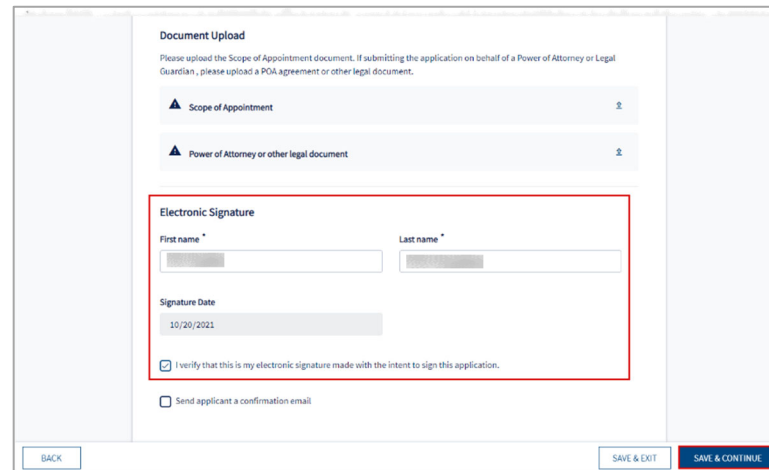 Document Upload
Please upload the Scope of Appointment document. If submitting the application on behalf of a Power of Attorney or Legal
Guardian , please upload a POA agreement or other legal document.
Scope of Appointment
Power of Attorney or other legal document
Electronic Signature
First name * Last name *
Signature Date
10/20/2021
I verify that this is my electronic signature made with the intent to sign this application.
Send applicant a confirmation email
BACK SAVE & EXIT SAVE & CONTINUE